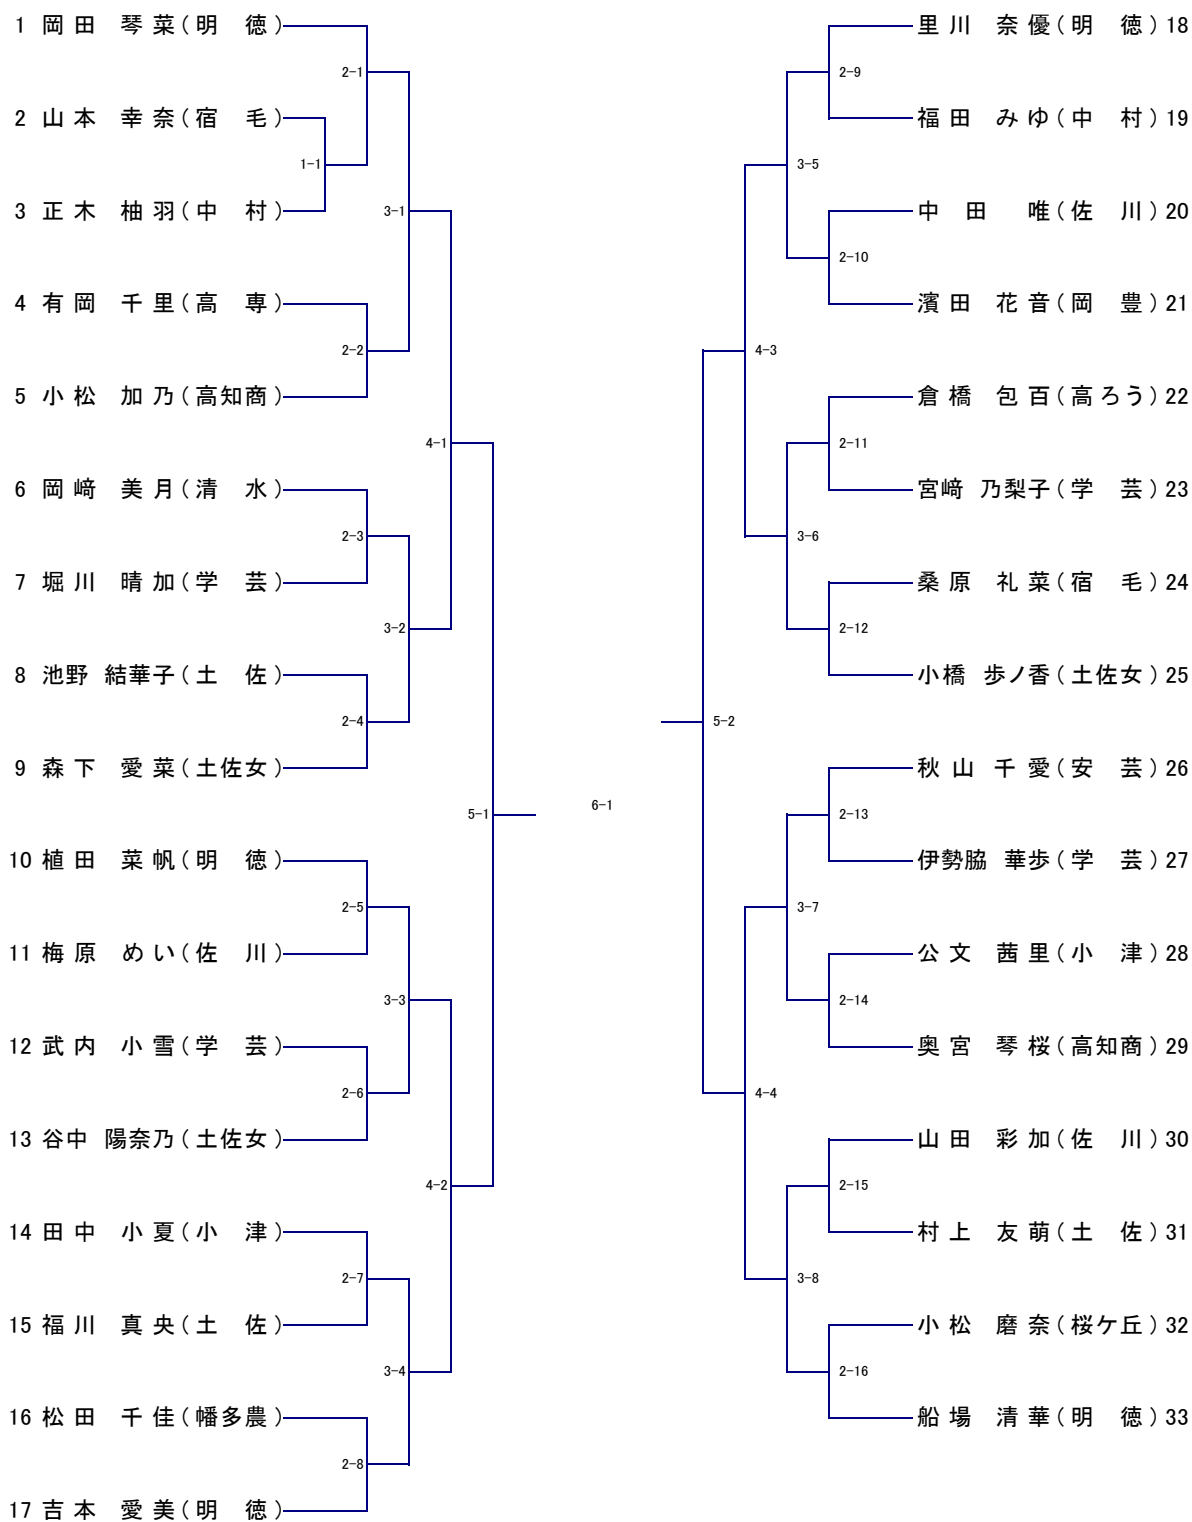 1 岡田 琴菜(明 徳)
2-1
2 山本 幸奈(宿 毛)
1-1
3 正木 柚羽(中 村)
3-1
4 有岡 千里(高 専)
2-2
5 小松 加乃(高知商)
4-1
6 岡﨑 美月(清 水)
2-3
7 堀川 晴加(学 芸)
3-2
8 池野 結華子(土 佐)
2-4
9 森下 愛菜(土佐女)
5-1
10 植田 菜帆(明 徳)
2-5
11 梅原 めい(佐 川)
3-3
12 武内 小雪(学 芸)
2-6
13 谷中 陽奈乃(土佐女)
4-2
14 田中 小夏(小 津)
2-7
15 福川 真央(土 佐)
3-4
16 松田 千佳(幡多農)
2-8
17 吉本 愛美(明 徳)
6-1
里川 奈優(明 徳)18
2-9
福田 みゆ(中 村)19
3-5
中田 唯(佐 川)20
2-10
濱田 花音(岡 豊)21
4-3
倉橋 包百(高ろう)22
2-11
宮﨑 乃梨子(学 芸)23
3-6
桑原 礼菜(宿 毛)24
2-12
小橋 歩ノ香(土佐女)25
5-2
秋山 千愛(安 芸)26
2-13
伊勢脇 華歩(学 芸)27
3-7
公文 茜里(小 津)28
2-14
奥宮 琴桜(高知商)29
4-4
山田 彩加(佐 川)30
2-15
村上 友萌(土 佐)31
3-8
小松 磨奈(桜ケ丘)32
2-16
船場 清華(明 徳)33